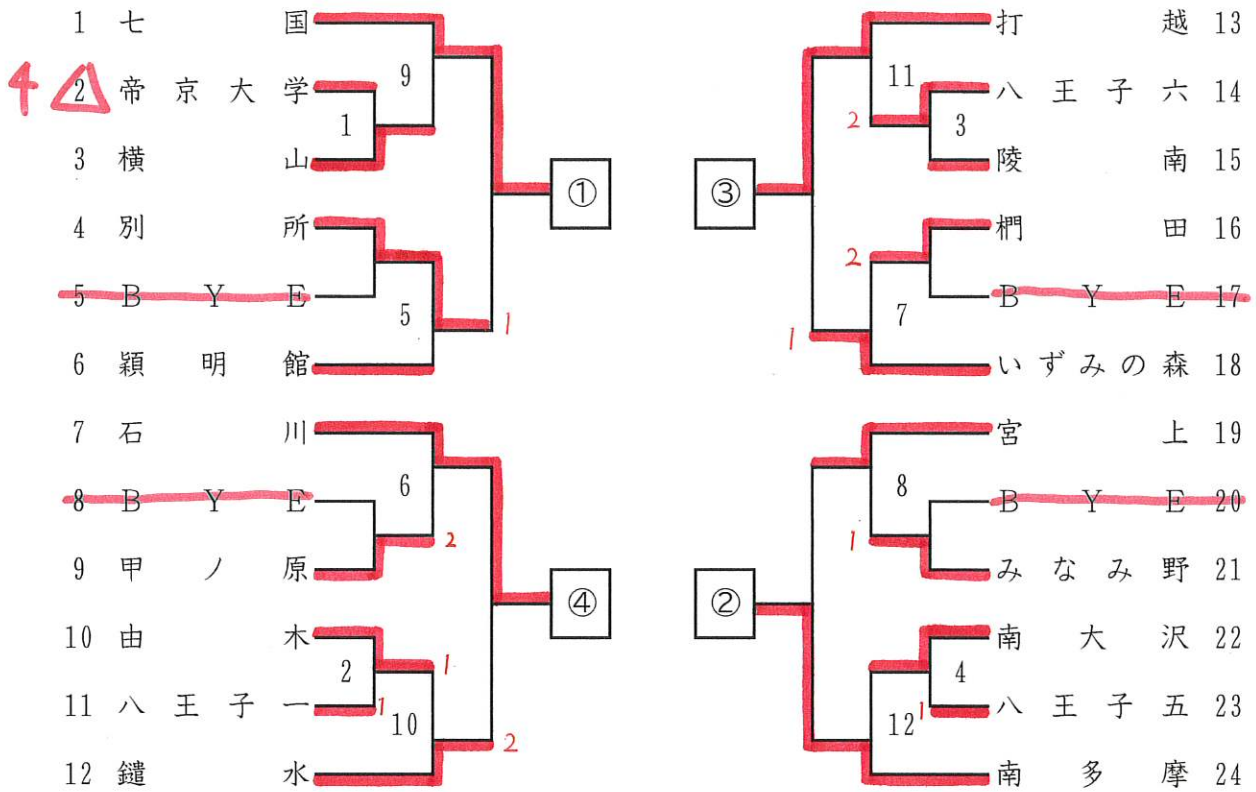 1 七国
4 2 帝京大学
3 横山
4 別所
5 BYE
6 穎明館
7 石川
8 BYE
9 甲ノ原
10 由木
11 八王子一
12 鑓水
9
1
5
1
6
2
2
1
1
10
2
①
④
③
②
11
2
3
2
7
1
8
1
4
1
12
打越 13
八王子六 14
陵南 15
椚田 16
BYE 17
いずみの森 18
宮上 19
BYE 20
みなみ野 21
南大沢 22
八王子五 23
南多摩 24